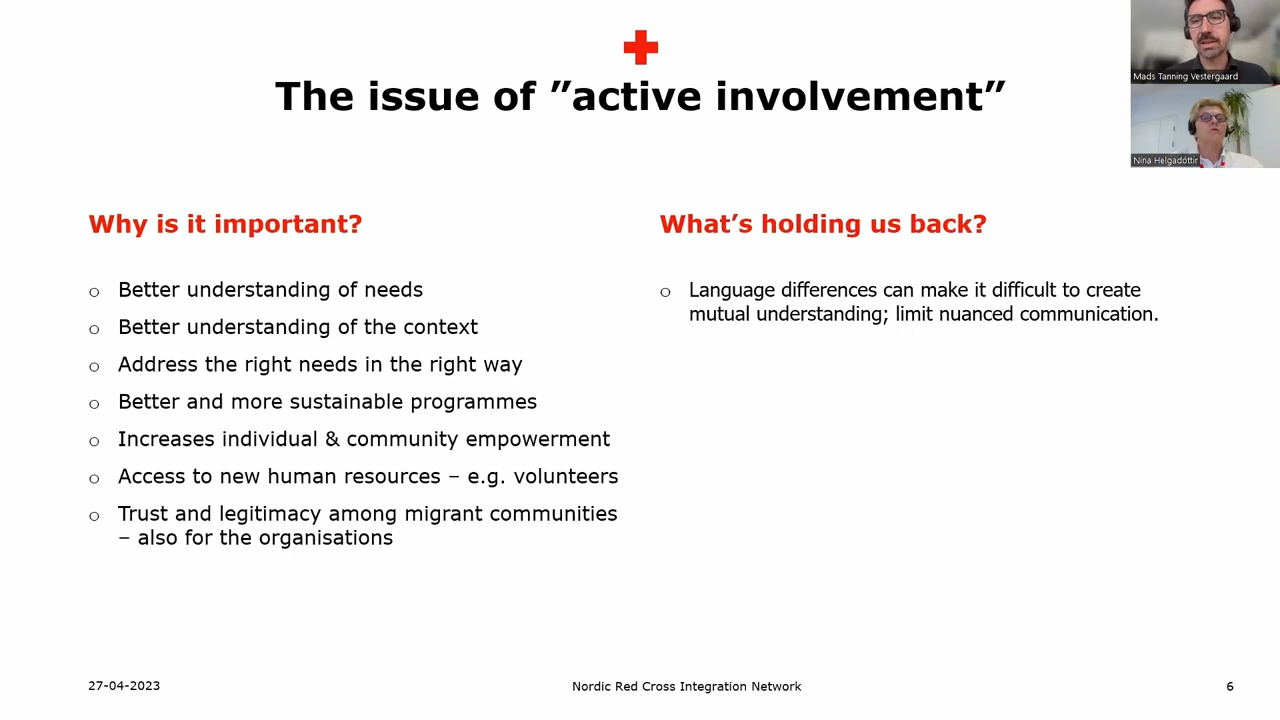 The issue of ”active involvement”
Mads Tanning Vestergaard
Nina Helgadóttir
Why is it important?
o Better understanding of needs
o Better understanding of the context
o Address the right needs in the right way
o Better and more sustainable programmes
o Increases individual & community empowerment
o Access to new human resources – e.g. volunteers
o Trust and legitimacy among migrant communities
– also for the organisations
What’s holding us back?
o Language differences can make it difficult to create
mutual understanding; limit nuanced communication.
27-04-2023
Nordic Red Cross Integration Network
6